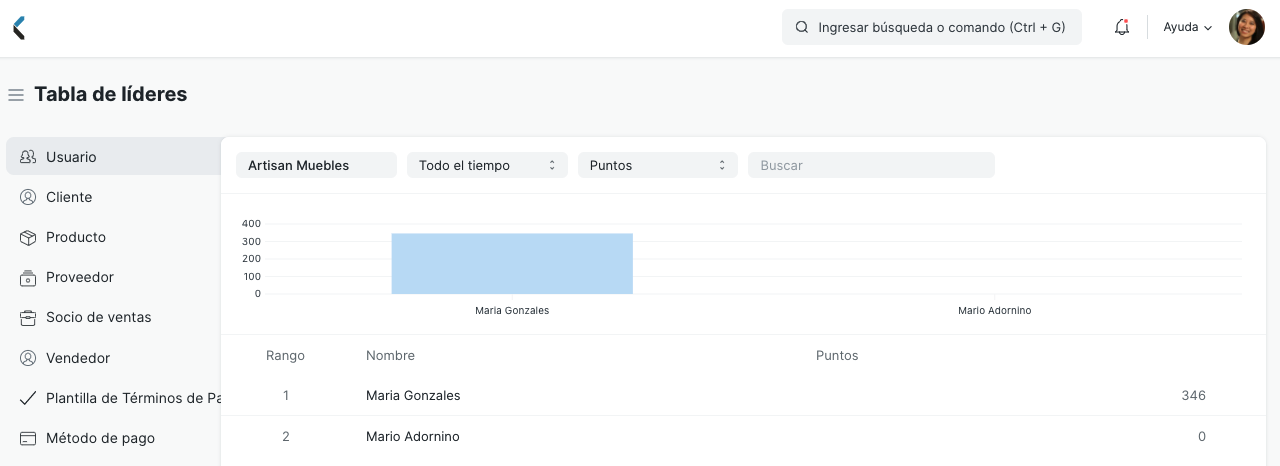 Ingresar búsqueda o comando (Ctrl + G)
Ayuda
Tabla de líderes
Usuario
Cliente
Producto
Proveedor
Socio de ventas
Vendedor
Plantilla de Términos de Pa
Método de pago
Artisan Muebles
Todo el tiempo
Puntos
Buscar
400
300
200
100
0
Maria Gonzales
Mario Adornino
Rango Nombre Puntos
1 Maria Gonzales 346
2 Mario Adornino 0